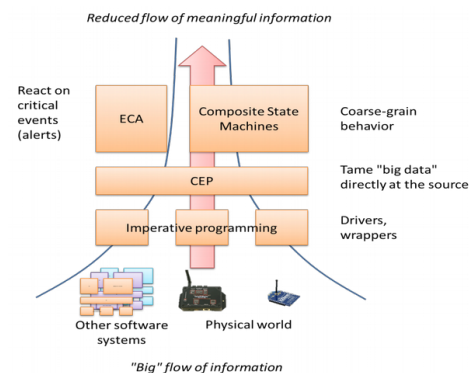 Reduced flow of meaningful information
React on
critical
events
(alerts)
ECA
Composite State
Machines
Coarse-grain
behavior
CEP
Tame "big data"
directly at the source
Imperative programming
Drivers,
wrappers
Other software
systems
Physical world
"Big" flow of information